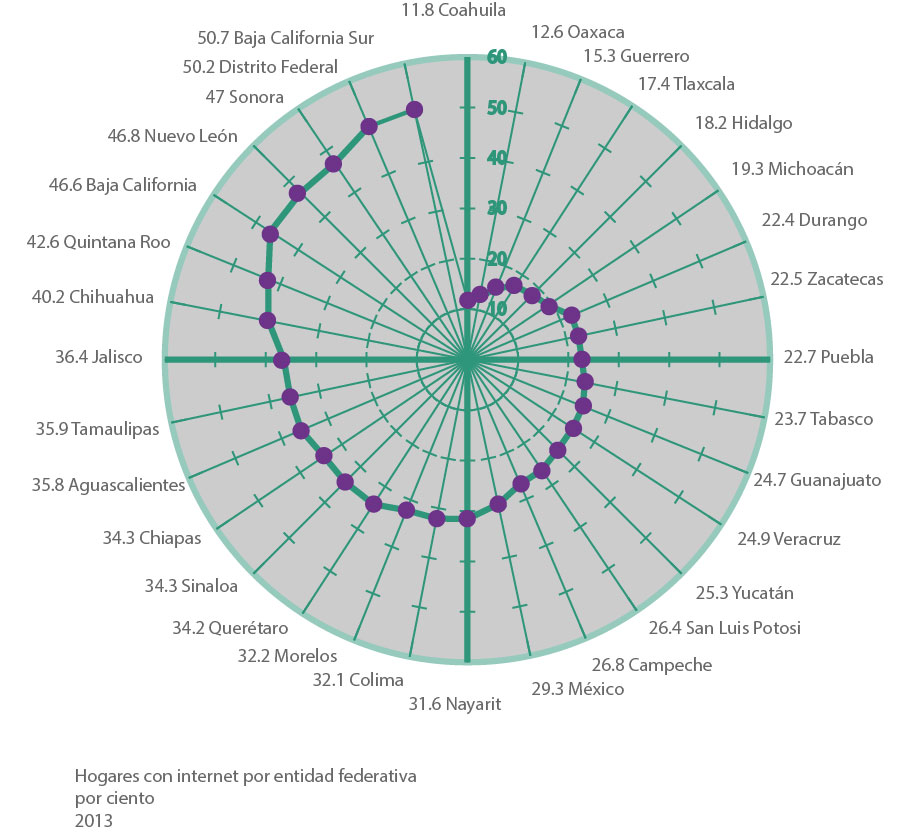 11.8 Coahuila
12.6 Oaxaca
15.3 Guerrero
17.4 Tlaxcala
18.2 Hidalgo
19.3 Michoacán
22.4 Durango
22.5 Zacatecas
22.7 Puebla
23.7 Tabasco
24.7 Guanajuato
24.9 Veracruz
25.3 Yucatán
26.4 San Luis Potosi
26.8 Campeche
29.3 México
31.6 Nayarit
32.1 Colima
32.2 Morelos
34.2 Querétaro
34.3 Sinaloa
34.3 Chiapas
35.8 Aguascalientes
35.9 Tamaulipas
36.4 Jalisco
40.2 Chihuahua
42.6 Quintana Roo
46.6 Baja California
46.8 Nuevo León
47 Sonora
50.2 Distrito Federal
50.7 Baja California Sur
60
50
40
30
20
10
Hogares con internet por entidad federativa
por ciento
2013